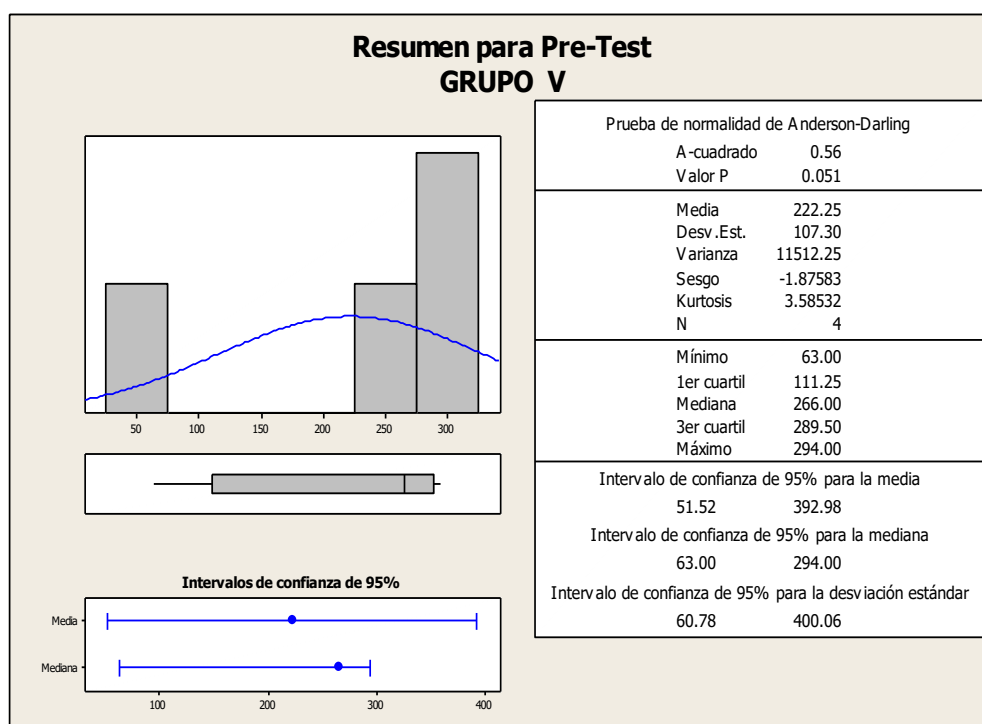 Resumen para Pre-Test
GRUPO V
50 100 150 200 250 300
Intervalos de confianza de 95%
Media
Mediana
100 200 300 400
Prueba de normalidad de Anderson-Darling
A-cuadrado 0.56
Valor P 0.051
Media 222.25
Desv.Est. 107.30
Varianza 11512.25
Sesgo -1.87583
Kurtosis 3.58532
N 4
Mínimo 63.00
1er cuartil 111.25
Mediana 266.00
3er cuartil 289.50
Máximo 294.00
Intervalo de confianza de 95% para la media
51.52 392.98
Intervalo de confianza de 95% para la mediana
63.00 294.00
Intervalo de confianza de 95% para la desviación estándar
60.78 400.06